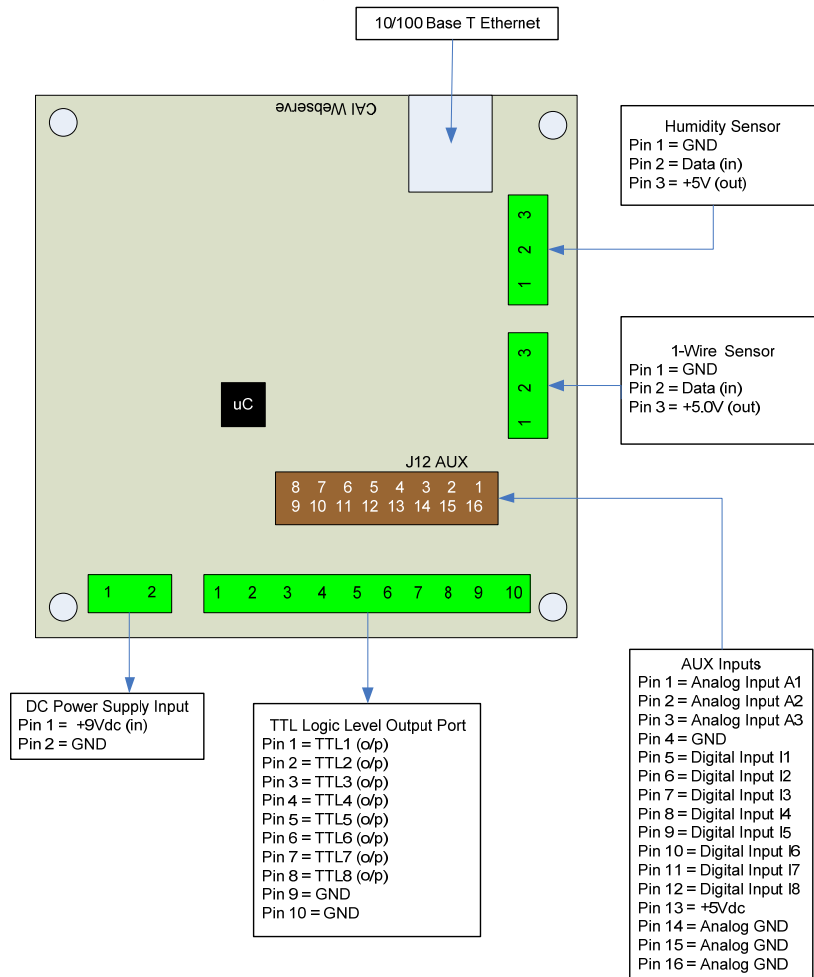 10/100 Base T Ethernet
CAI Webserve
Humidity Sensor
Pin 1 = GND
Pin 2 = Data (in)
Pin 3 = +5V (out)
3
2
1
1-Wire Sensor
Pin 1 = GND
Pin 2 = Data (in)
Pin 3 = +5.0V (out)
3
2
1
uC
J12 AUX
8 7 6 5 4 3 2 1
9 10 11 12 13 14 15 16
1 2
1 2 3 4 5 6 7 8 9 10
DC Power Supply Input
Pin 1 = +9Vdc (in)
Pin 2 = GND
TTL Logic Level Output Port
Pin 1 = TTL1 (o/p)
Pin 2 = TTL2 (o/p)
Pin 3 = TTL3 (o/p)
Pin 4 = TTL4 (o/p)
Pin 5 = TTL5 (o/p)
Pin 6 = TTL6 (o/p)
Pin 7 = TTL7 (o/p)
Pin 8 = TTL8 (o/p)
Pin 9 = GND
Pin 10 = GND
AUX Inputs
Pin 1 = Analog Input A1
Pin 2 = Analog Input A2
Pin 3 = Analog Input A3
Pin 4 = GND
Pin 5 = Digital Input I1
Pin 6 = Digital Input I2
Pin 7 = Digital Input I3
Pin 8 = Digital Input I4
Pin 9 = Digital Input I5
Pin 10 = Digital Input I6
Pin 11 = Digital Input I7
Pin 12 = Digital Input I8
Pin 13 = +5Vdc
Pin 14 = Analog GND
Pin 15 = Analog GND
Pin 16 = Analog GND